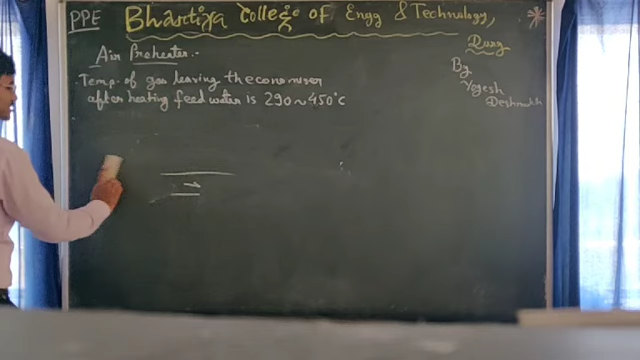 PPE
Bhartiya College of Engg & Technology,
Durg
By
Yogesh
Deshmukh
Air Preheater:-
Temp. of gas leaving the economiser
after heating feed water is 290~450°C